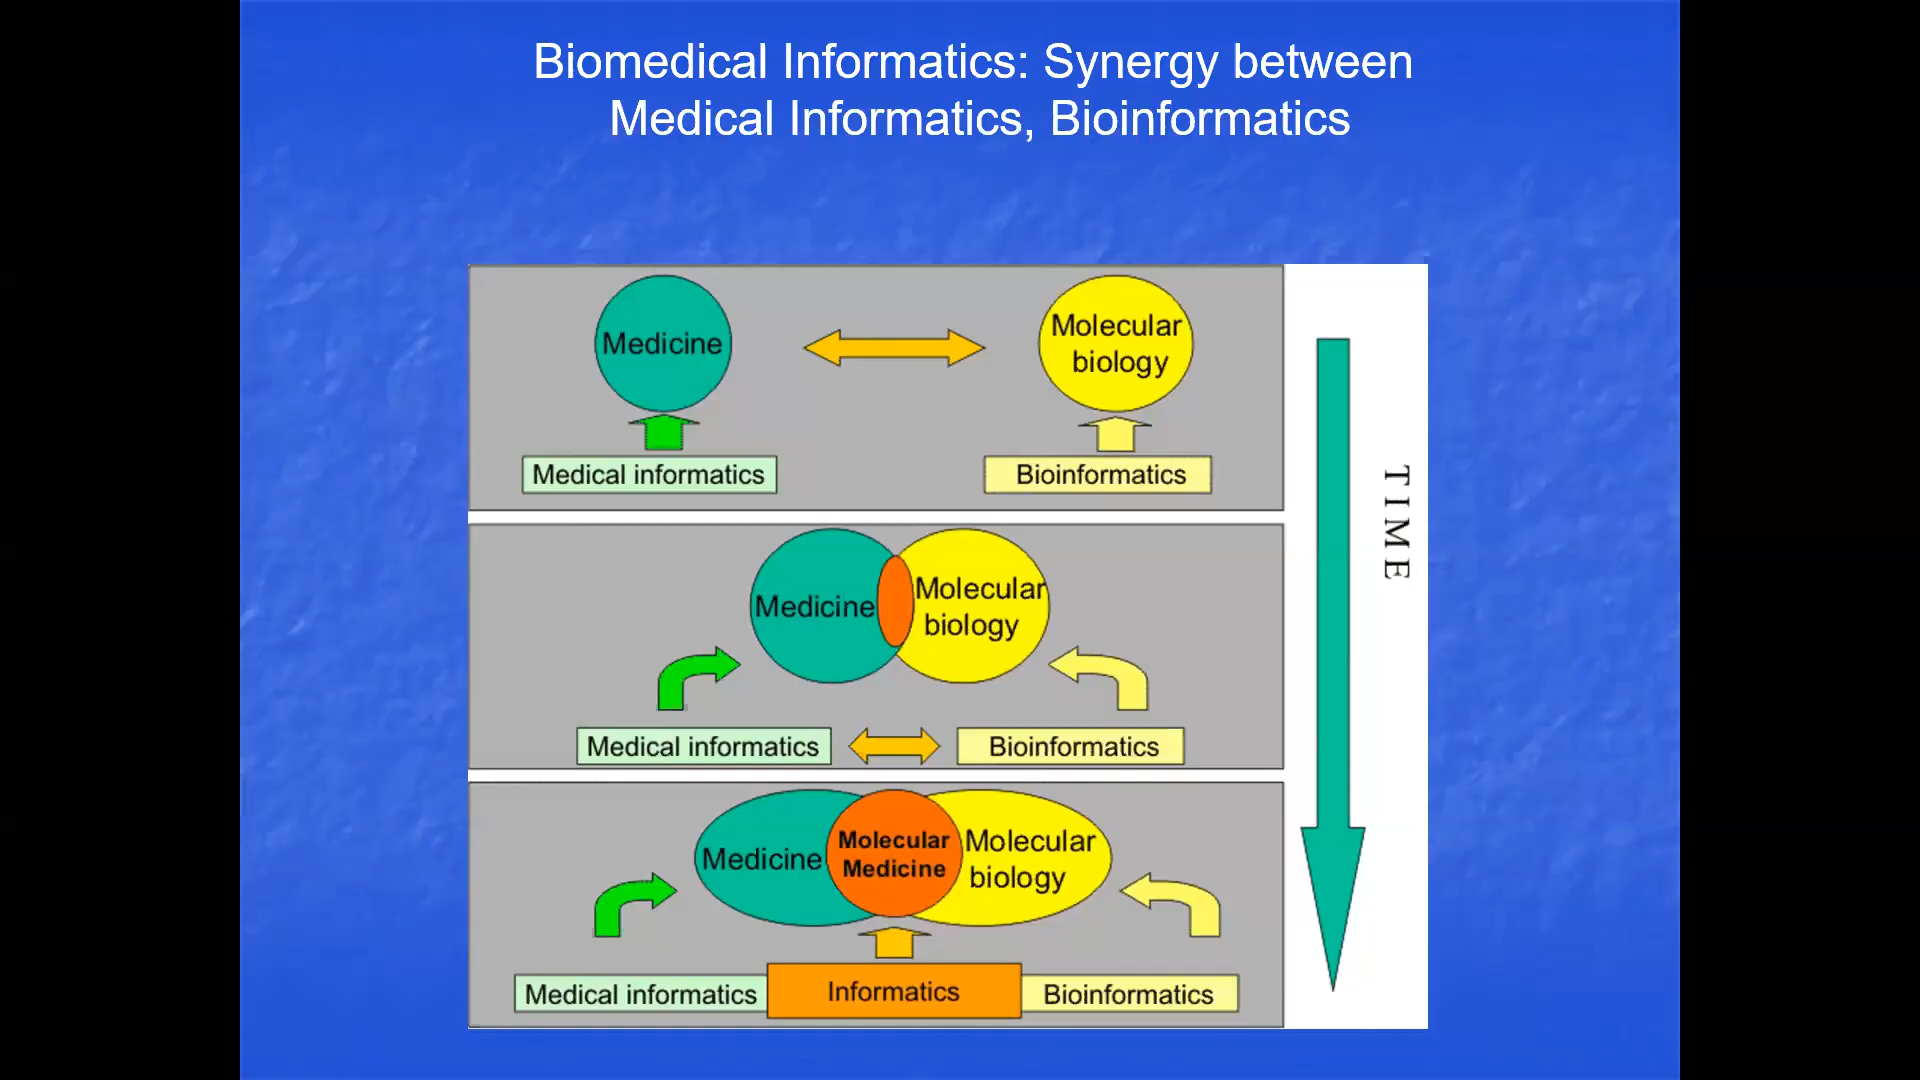 Biomedical Informatics: Synergy between
Medical Informatics, Bioinformatics
Medicine
Molecular
biology
Medical informatics
Bioinformatics
Medicine
Molecular
biology
Medical informatics
Bioinformatics
Medicine
Molecular
Medicine
Molecular
biology
Medical informatics
Informatics
Bioinformatics
TIME